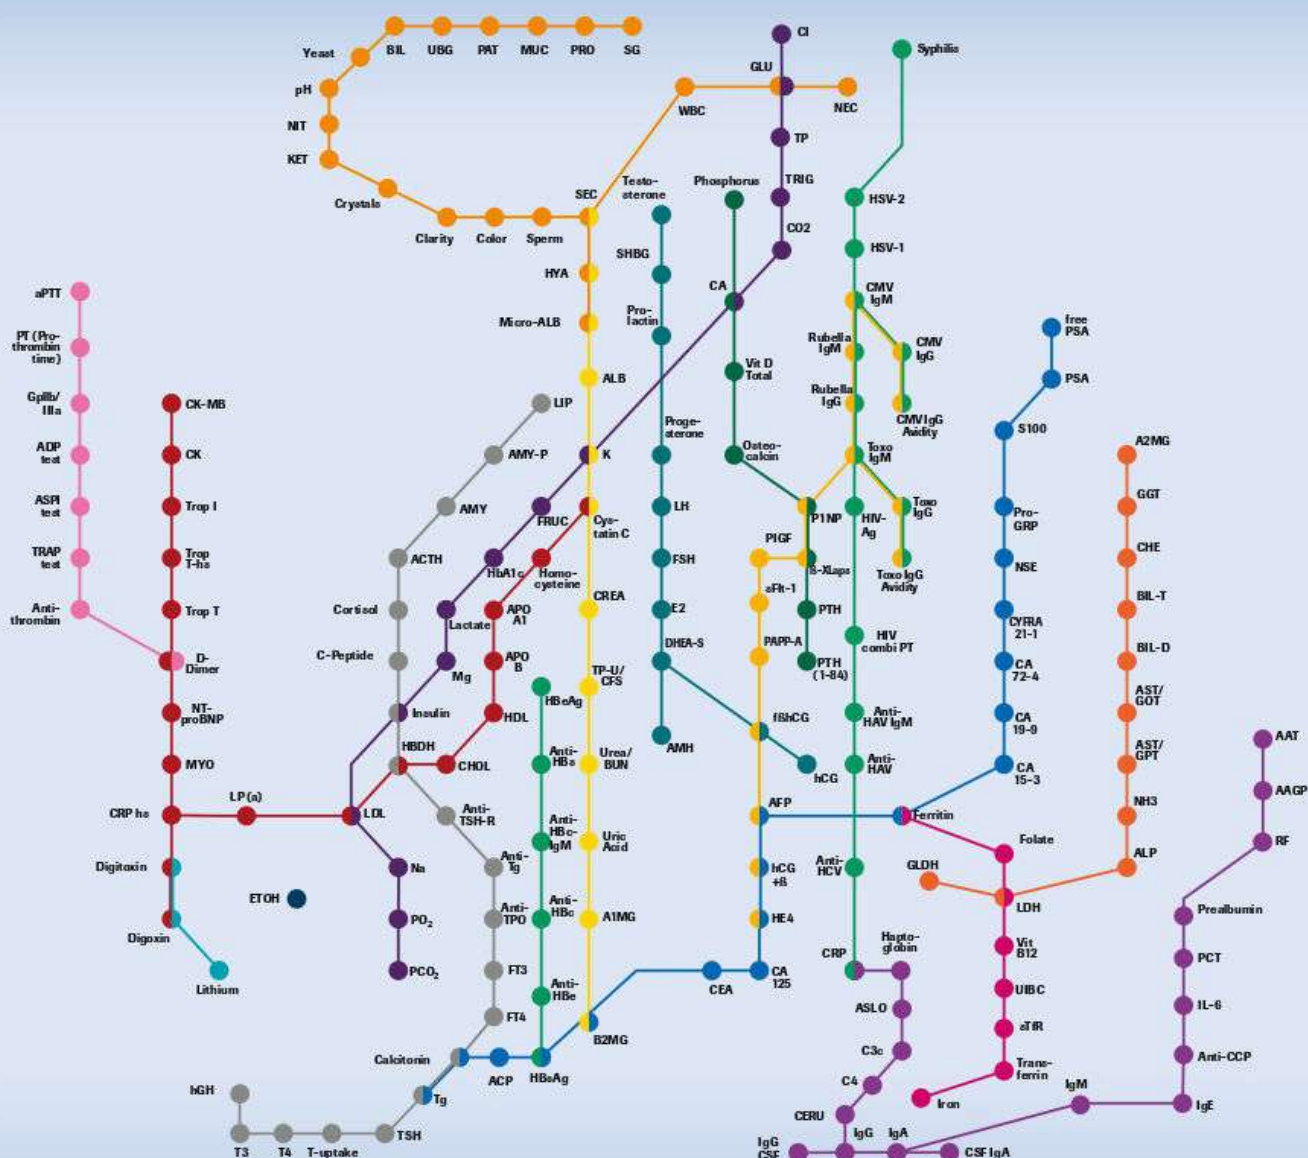 BIL UBG PAT MUC PRO SG
Yeast
pH
NIT
KET
Crystals
Clarity Color Sperm
SEC
WBC
GLU
NEC
Cl
TP
TRIG
CO2
CA
Syphilis
HSV-2
HSV-1
CMV
IgM
CMV
IgG
CMV IgG
Avidity
Rubella
IgM
Rubella
IgG
Toxo
IgM
Toxo
IgG
Toxo IgG
Avidity
HIV-
Ag
HIV
combi PT
Anti-
HAV IgM
Anti-
HAV
Anti-
HCV
CRP
Hapto-
globin
ASLO
C3c
C4
CERU
IgG
CSF
IgG
IgA
CSF IgA
IgM
IgE
Anti-CCP
IL-6
PCT
Prealbumin
RF
AAGP
AAT
HYA
Micro-ALB
ALB
K
Cys-
tatin C
CREA
TP-U/
CFS
Urea/
BUN
Uric
Acid
A1MG
B2MG
Testo-
sterone
SHBG
Pro-
lactin
Proge-
sterone
LH
FSH
E2
DHEA-S
AMH
fßhCG
hCG
Phosphorus
Vit D
Total
Osteo-
calcin
P1NP
ß-XLaps
PTH
PTH
(1-84)
PlGF
sFlt-1
PAPP-A
AFP
hCG
+ß
HE4
CA
125
CEA
free
PSA
PSA
S100
Pro-
GRP
NSE
CYFRA
21-1
CA
72-4
CA
19-9
CA
15-3
Ferritin
Folate
LDH
GLDH
Vit
B12
UIBC
sTfR
Trans-
ferrin
Iron
A2MG
GGT
CHE
BIL-T
BIL-D
AST/
GOT
AST/
GPT
NH3
ALP
aPTT
PT (Pro-
thrombin
time)
GpIIb/
IIIa
ADP
test
ASPI
test
TRAP
test
Anti-
thrombin
D-
Dimer
CK-MB
CK
Trop I
Trop
T-hs
Trop T
NT-
proBNP
MYO
CRP hs
LP(a)
LDL
Digitoxin
Digoxin
Lithium
ETOH
LIP
AMY-P
AMY
ACTH
Cortisol
C-Peptide
Insulin
HBDH
CHOL
HDL
APO
B
APO
A1
Homo-
cysteine
FRUC
HbA1c
Lactate
Mg
Na
PO2
PCO2
Anti-
TSH-R
Anti-
Tg
Anti-
TPO
FT3
FT4
Calcitonin
ACP
HBsAg
Tg
TSH
T-uptake
T4
T3
hGH
HBeAg
Anti-
HBs
Anti-
HBc-
IgM
Anti-
HBc
Anti-
HBe